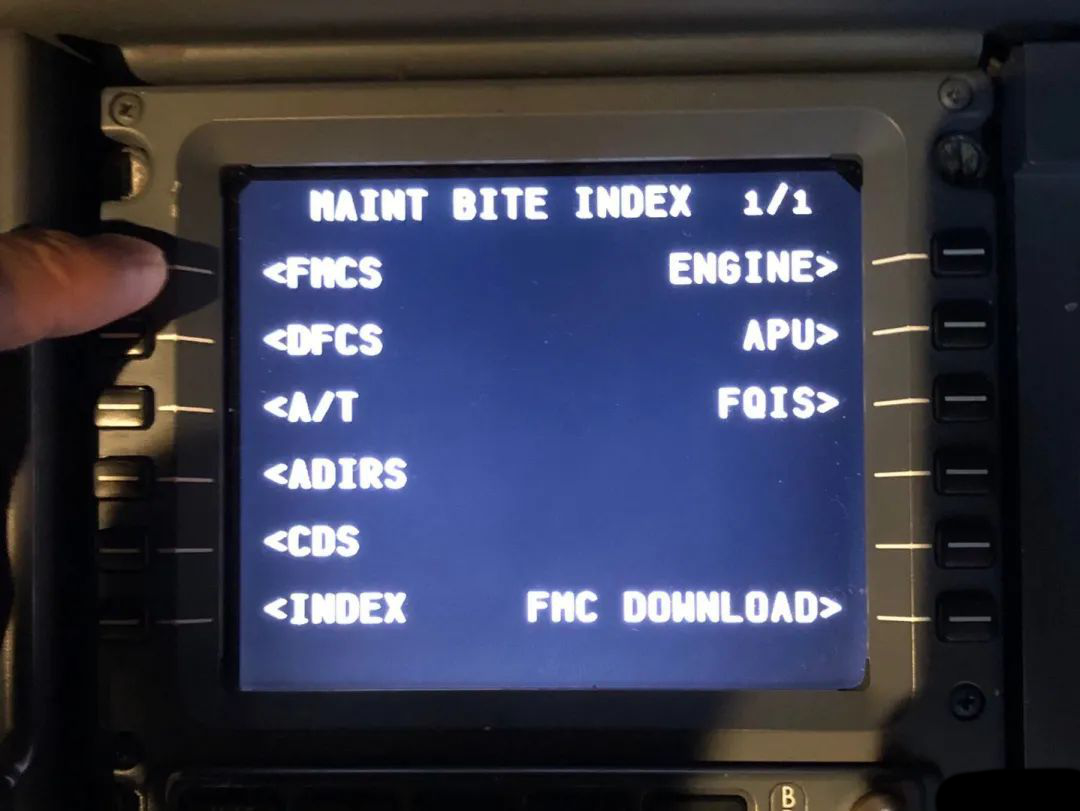 MAINT BITE INDEX 1/1
<FMCS ENGINE>
<DFCS APU>
<A/T FQIS>
<ADIRS
<CDS
<INDEX FMC DOWNLOAD>
B